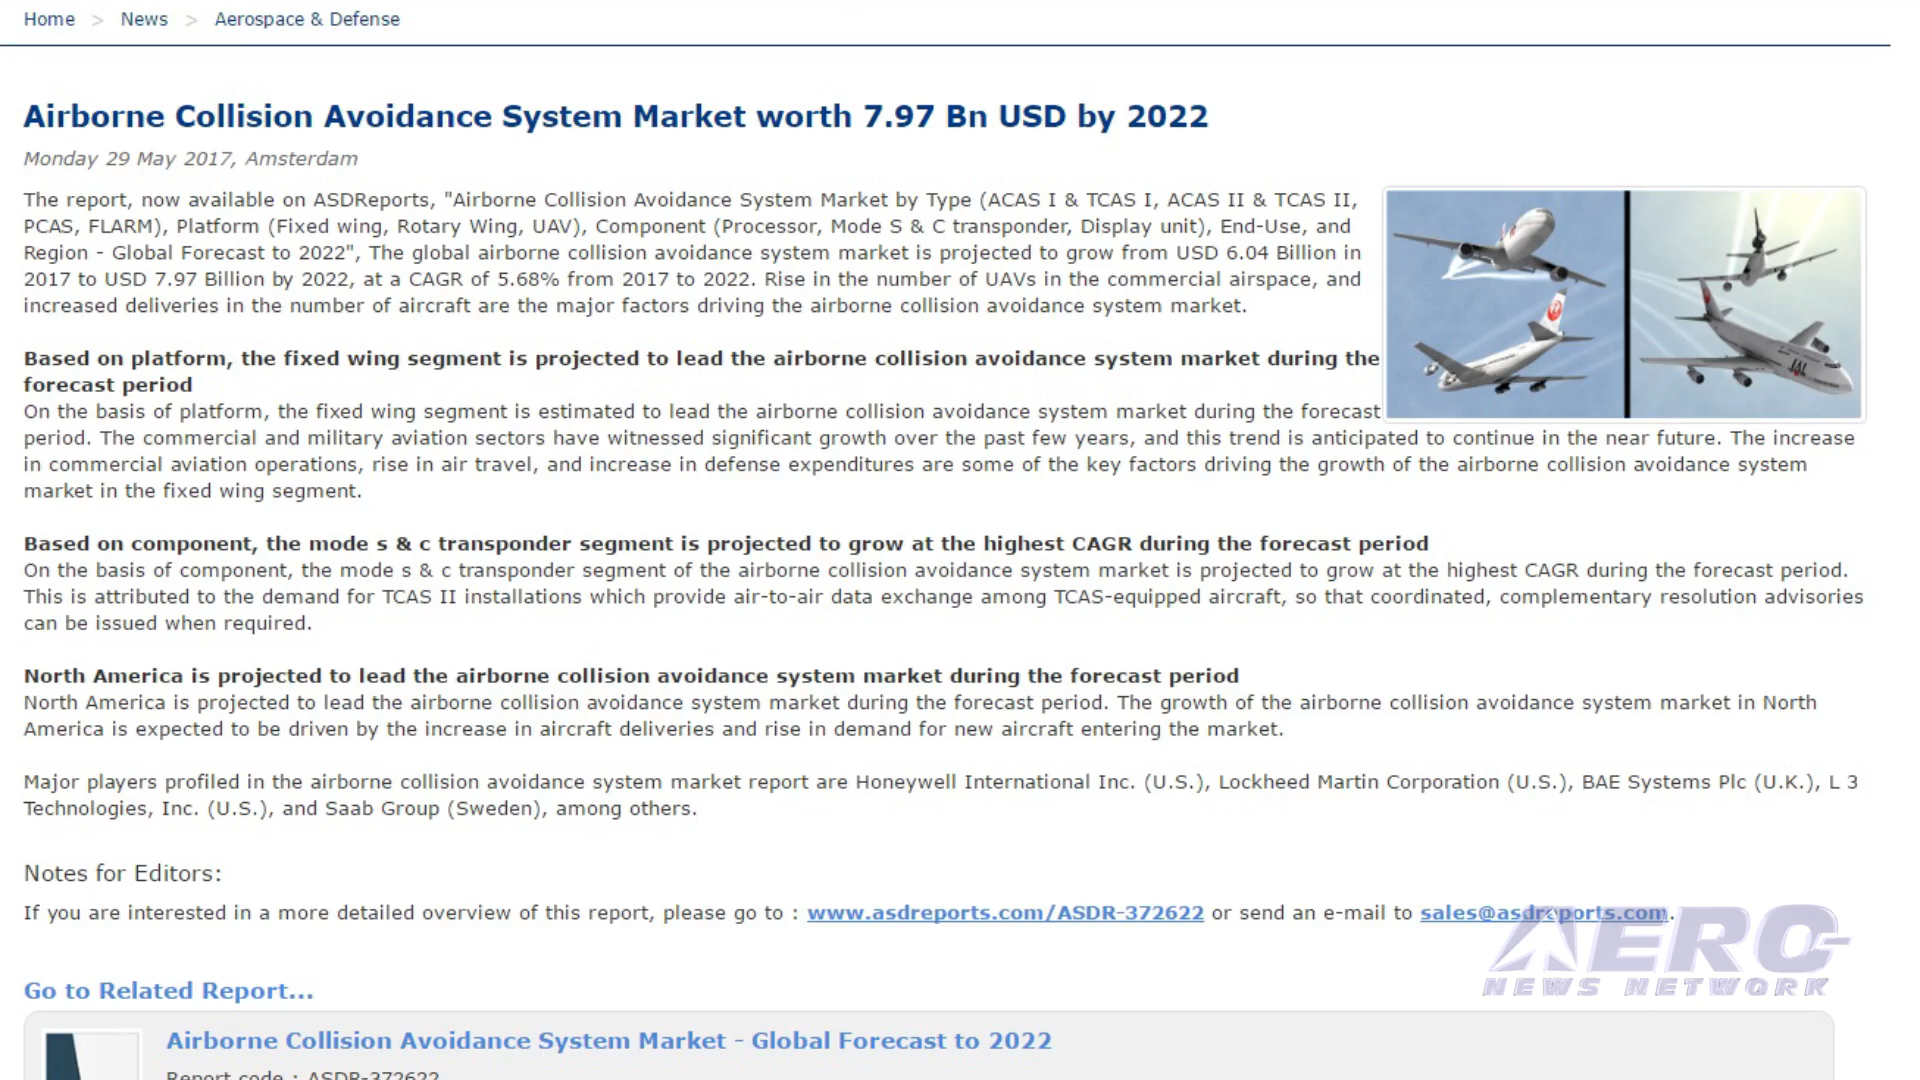 Home > News > Aerospace & Defense
Airborne Collision Avoidance System Market worth 7.97 Bn USD by 2022
Monday 29 May 2017, Amsterdam
The report, now available on ASDReports, "Airborne Collision Avoidance System Market by Type (ACAS I & TCAS I, ACAS II & TCAS II,
PCAS, FLARM), Platform (Fixed wing, Rotary Wing, UAV), Component (Processor, Mode S & C transponder, Display unit), End-Use, and
Region - Global Forecast to 2022", The global airborne collision avoidance system market is projected to grow from USD 6.04 Billion in
2017 to USD 7.97 Billion by 2022, at a CAGR of 5.68% from 2017 to 2022. Rise in the number of UAVs in the commercial airspace, and
increased deliveries in the number of aircraft are the major factors driving the airborne collision avoidance system market.
Based on platform, the fixed wing segment is projected to lead the airborne collision avoidance system market during the
forecast period
On the basis of platform, the fixed wing segment is estimated to lead the airborne collision avoidance system market during the forecast
period. The commercial and military aviation sectors have witnessed significant growth over the past few years, and this trend is anticipated to continue in the near future. The increase
in commercial aviation operations, rise in air travel, and increase in defense expenditures are some of the key factors driving the growth of the airborne collision avoidance system
market in the fixed wing segment.
Based on component, the mode s & c transponder segment is projected to grow at the highest CAGR during the forecast period
On the basis of component, the mode s & c transponder segment of the airborne collision avoidance system market is projected to grow at the highest CAGR during the forecast period.
This is attributed to the demand for TCAS II installations which provide air-to-air data exchange among TCAS-equipped aircraft, so that coordinated, complementary resolution advisories
can be issued when required.
North America is projected to lead the airborne collision avoidance system market during the forecast period
North America is projected to lead the airborne collision avoidance system market during the forecast period. The growth of the airborne collision avoidance system market in North
America is expected to be driven by the increase in aircraft deliveries and rise in demand for new aircraft entering the market.
Major players profiled in the airborne collision avoidance system market report are Honeywell International Inc. (U.S.), Lockheed Martin Corporation (U.S.), BAE Systems Plc (U.K.), L 3
Technologies, Inc. (U.S.), and Saab Group (Sweden), among others.
Notes for Editors:
If you are interested in a more detailed overview of this report, please go to : www.asdreports.com/ASDR-372622 or send an e-mail to sales@asdreports.com.
AERO-
NEWS NETWORK
Go to Related Report...
Airborne Collision Avoidance System Market - Global Forecast to 2022
Report code : ASDR-372622
JAL